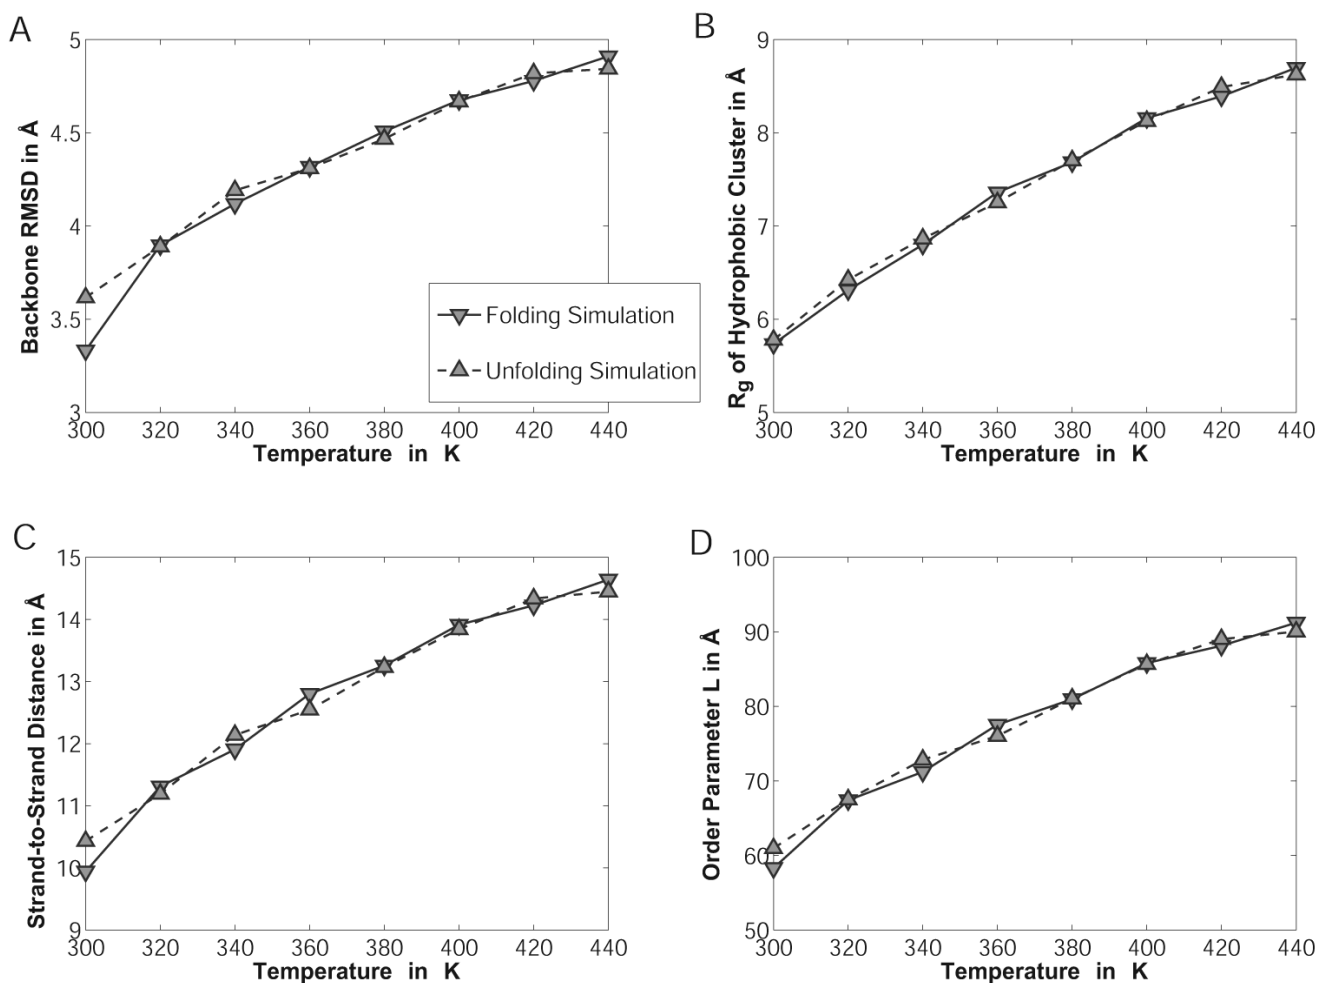 A
Backbone RMSD in Å
5
4.5
4
3.5
3
300 320 340 360 380 400 420 440
Temperature in K
Folding Simulation
Unfolding Simulation
B
Rg of Hydrophobic Cluster in Å
9
8
7
6
5
300 320 340 360 380 400 420 440
Temperature in K
C
Strand-to-Strand Distance in Å
15
14
13
12
11
10
9
300 320 340 360 380 400 420 440
Temperature in K
D
Order Parameter L in Å
100
90
80
70
60
50
300 320 340 360 380 400 420 440
Temperature in K